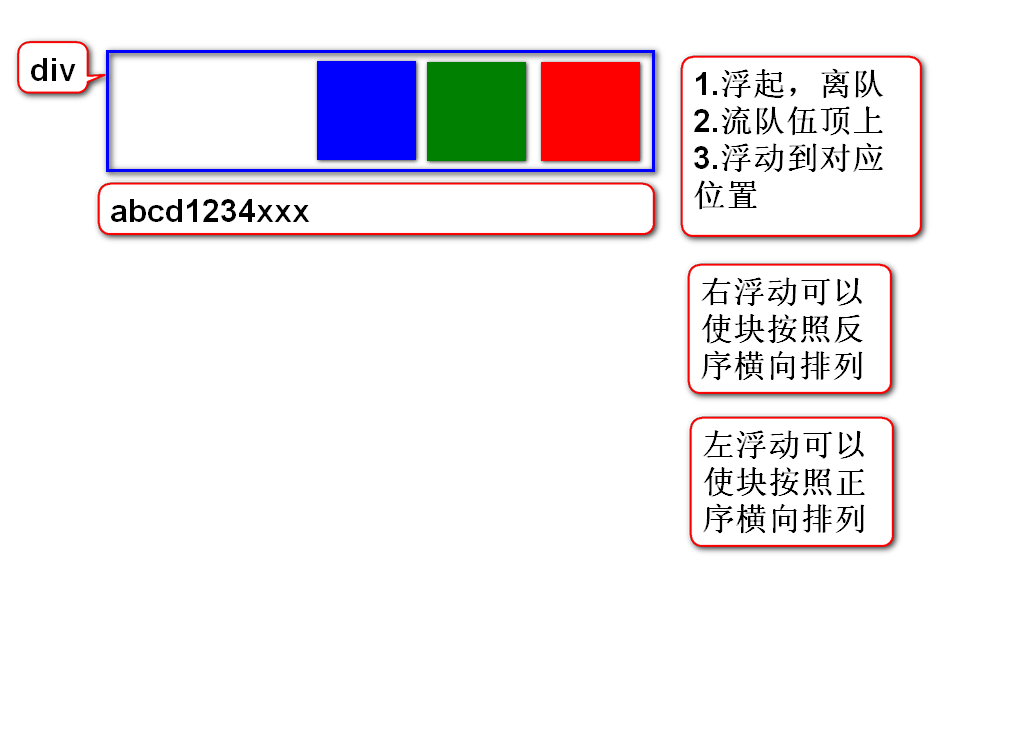 div
abcd1234xxx
1.浮起，离队
2.流队伍顶上
3.浮动到对应
位置
右浮动可以
使块按照反
序横向排列
左浮动可以
使块按照正
序横向排列